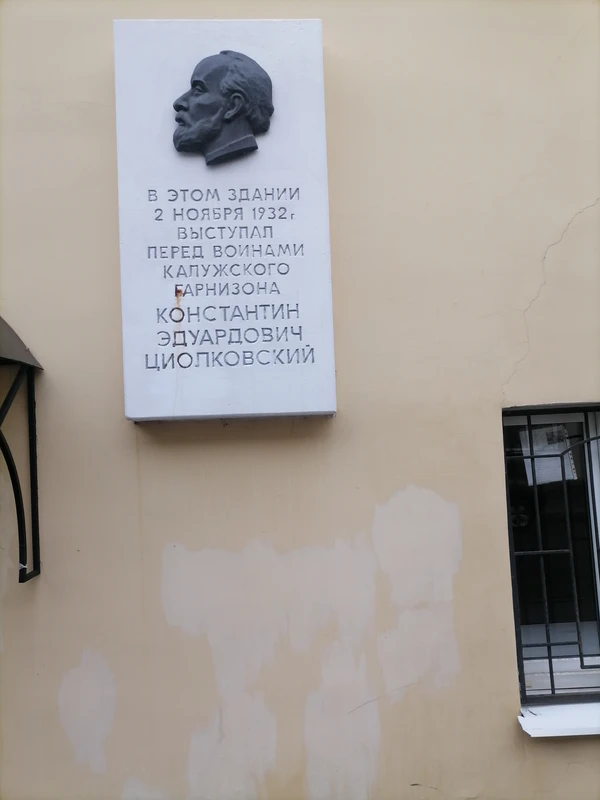 В ЭТОМ ЗДАНИИ
2 НОЯБРЯ 1932г
ВЫСТУПАЛ
ПЕРЕД ВОИНАМИ
КАЛУЖСКОГО
ГАРНИЗОНА
КОНСТАНТИН
ЭДУАРДОВИЧ
ЦИОЛКОВСКИЙ